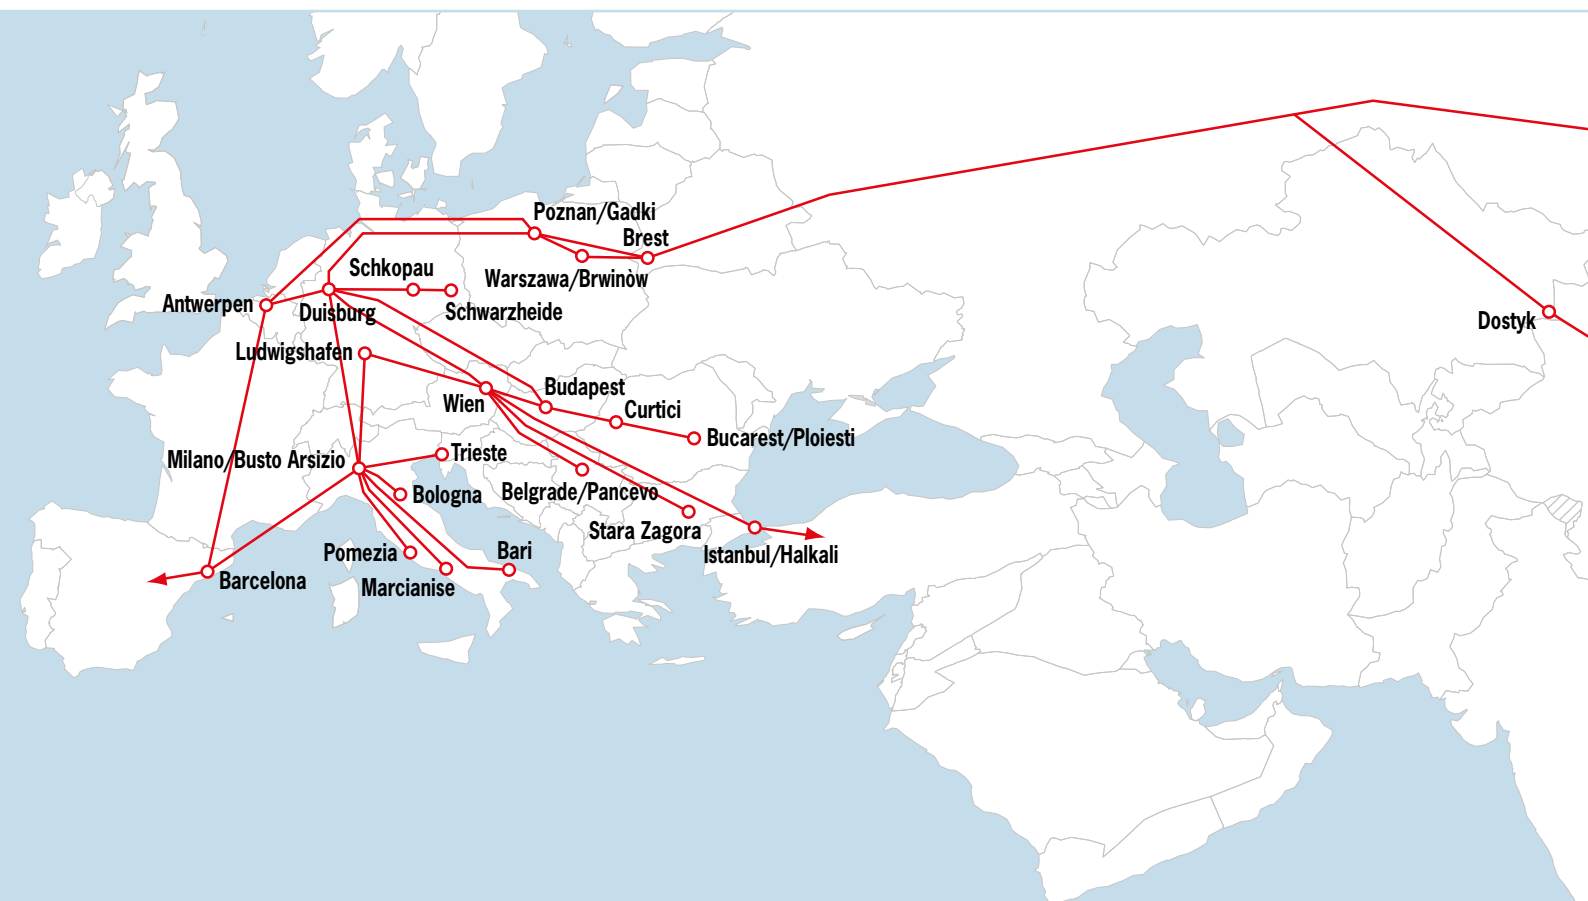 Poznan/Gadki
Brest
Schkopau
Warszawa/Brwinòw
Antwerpen
Duisburg
Schwarzheide
Dostyk
Ludwigshafen
Budapest
Wien
Curtici
Bucarest/Ploiesti
Milano/Busto Arsizio
Trieste
Bologna
Belgrade/Pancevo
Stara Zagora
Pomezia
Bari
Istanbul/Halkali
Barcelona
Marcianise